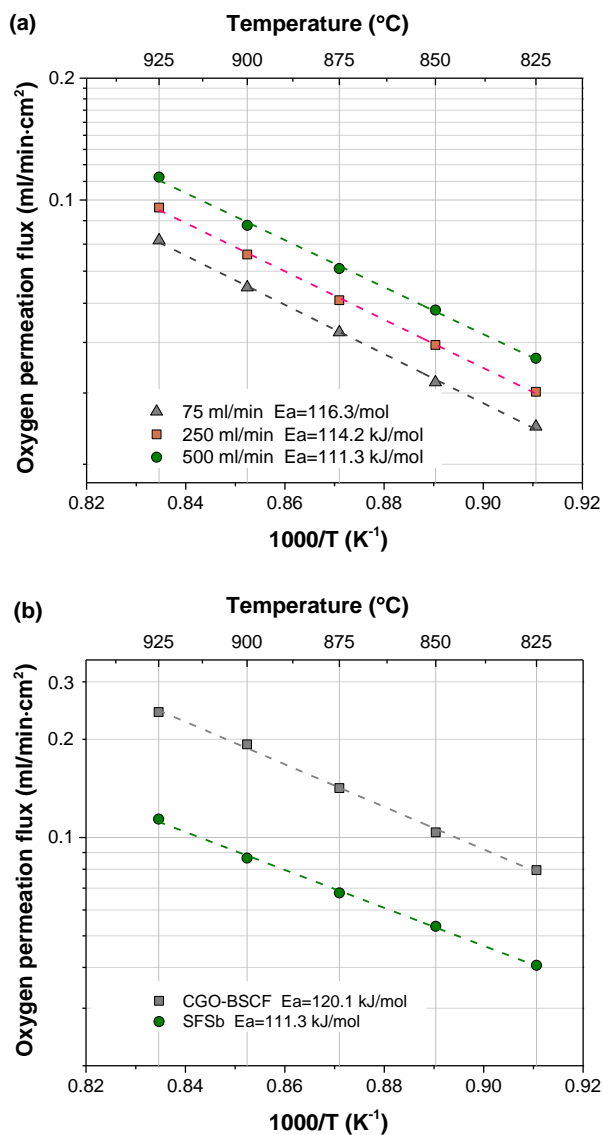 (a)
Temperature (°C)
925 900 875 850 825
0.2
0.1
Oxygen permeation flux (ml/min·cm²)
75 ml/min Ea=116.3/mol
250 ml/min Ea=114.2 kJ/mol
500 ml/min Ea=111.3 kJ/mol
0.82 0.84 0.86 0.88 0.90 0.92
1000/T (K⁻¹)
(b)
Temperature (°C)
925 900 875 850 825
0.3
0.2
0.1
Oxygen permeation flux (ml/min·cm²)
CGO-BSCF Ea=120.1 kJ/mol
SFSb Ea=111.3 kJ/mol
0.82 0.84 0.86 0.88 0.90 0.92
1000/T (K⁻¹)